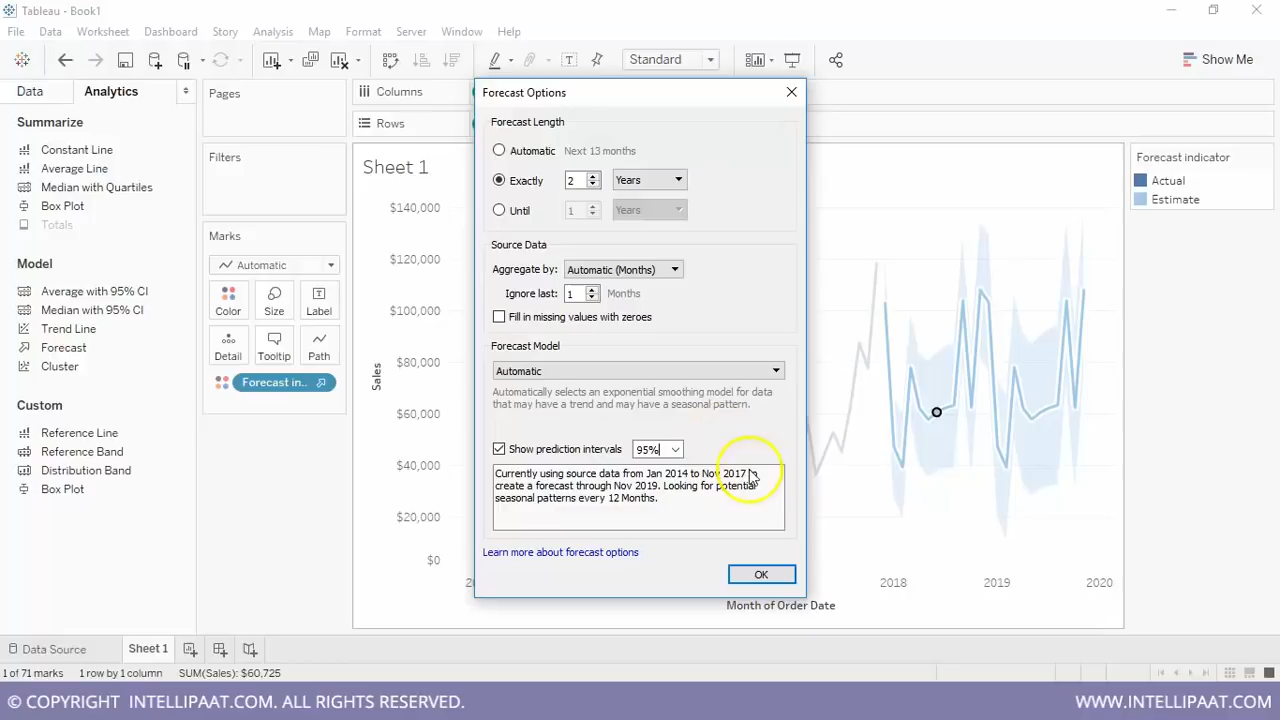 Tableau - Book1
File Data Worksheet Dashboard Story Analysis Map Format Server Window Help
Standard
Show Me
Data Analytics
Summarize
Constant Line
Average Line
Median with Quartiles
Box Plot
Totals
Model
Average with 95% CI
Median with 95% CI
Trend Line
Forecast
Cluster
Custom
Reference Line
Reference Band
Distribution Band
Box Plot
Pages
Filters
Marks
Automatic
Color Size Label
Detail Tooltip Path
Forecast in..
Columns
Rows
Sheet 1
$140,000
$120,000
$100,000
$80,000
$60,000
$40,000
$20,000
$0
Sales
2018 2019 2020
Month of Order Date
Forecast Options
Forecast Length
Automatic Next 13 months
Exactly 2 Years
Until 1 Years
Source Data
Aggregate by: Automatic (Months)
Ignore last: 1 Months
Fill in missing values with zeroes
Forecast Model
Automatic
Automatically selects an exponential smoothing model for data
that may have a trend and may have a seasonal pattern.
Show prediction intervals 95%
Currently using source data from Jan 2014 to Nov 2017
create a forecast through Nov 2019. Looking for potential
seasonal patterns every 12 Months.
Learn more about forecast options
OK
Forecast indicator
Actual
Estimate
Data Source Sheet 1
1 of 71 marks 1 row by 1 column SUM(Sales): $60,725
© COPYRIGHT INTELLIPAAT.COM. ALL RIGHTS RESERVED.
WWW.INTELLIPAAT.COM